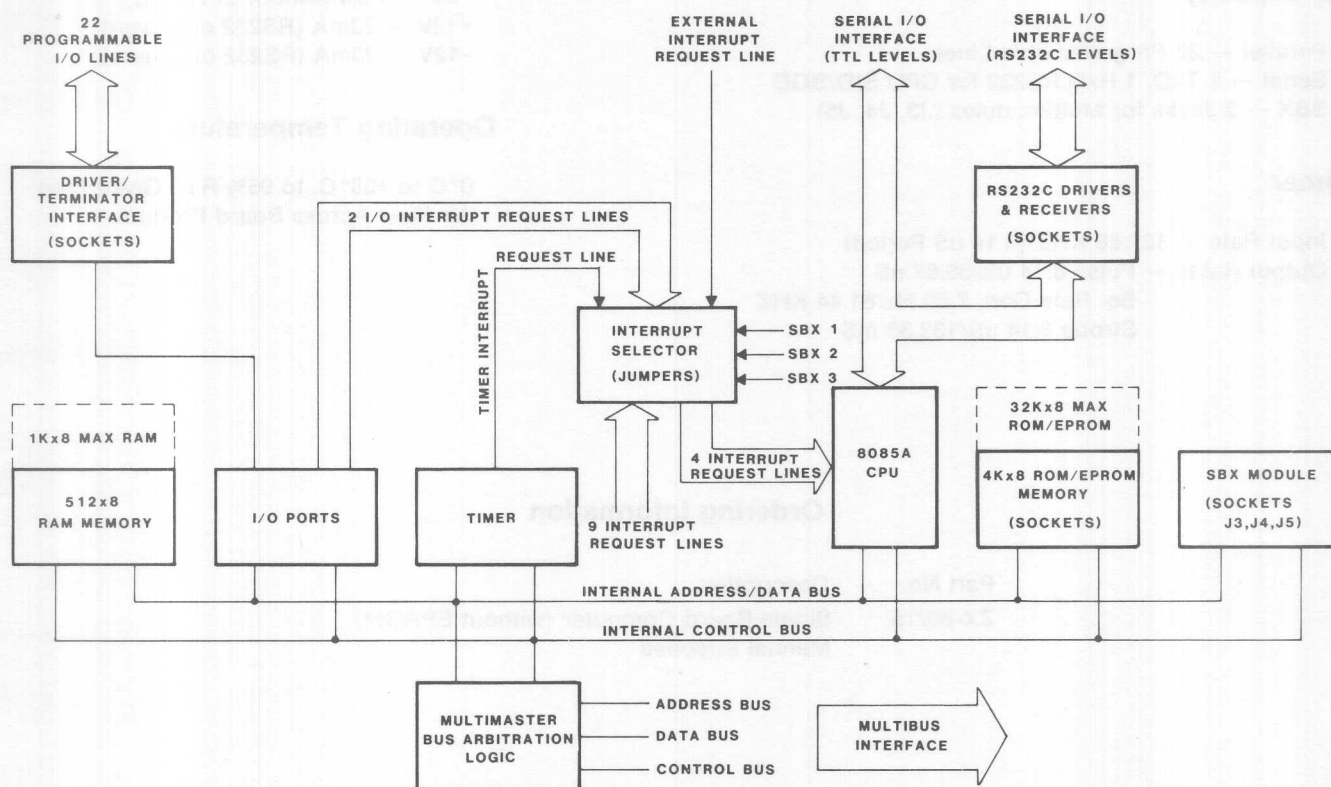 22
PROGRAMMABLE
I/O LINES
EXTERNAL
INTERRUPT
REQUEST LINE
SERIAL I/O
INTERFACE
(TTL LEVELS)
SERIAL I/O
INTERFACE
(RS232C LEVELS)
DRIVER/
TERMINATOR
INTERFACE
(SOCKETS)
2 I/O INTERRUPT REQUEST LINES
TIMER INTERRUPT
REQUEST LINE
RS232C DRIVERS
& RECEIVERS
(SOCKETS)
INTERRUPT
SELECTOR
(JUMPERS)
SBX 1
SBX 2
SBX 3
1Kx8 MAX RAM
512x8
RAM MEMORY
I/O PORTS
TIMER
9 INTERRUPT
REQUEST LINES
4 INTERRUPT
REQUEST LINES
8085A
CPU
32Kx8 MAX
ROM/EPROM
4Kx8 ROM/EPROM
MEMORY
(SOCKETS)
SBX MODULE
(SOCKETS
J3,J4,J5)
INTERNAL ADDRESS/DATA BUS
INTERNAL CONTROL BUS
MULTIMASTER
BUS ARBITRATION
LOGIC
ADDRESS BUS
DATA BUS
CONTROL BUS
MULTIBUS
INTERFACE
Operating Temperature
Ordering Information
Part No.